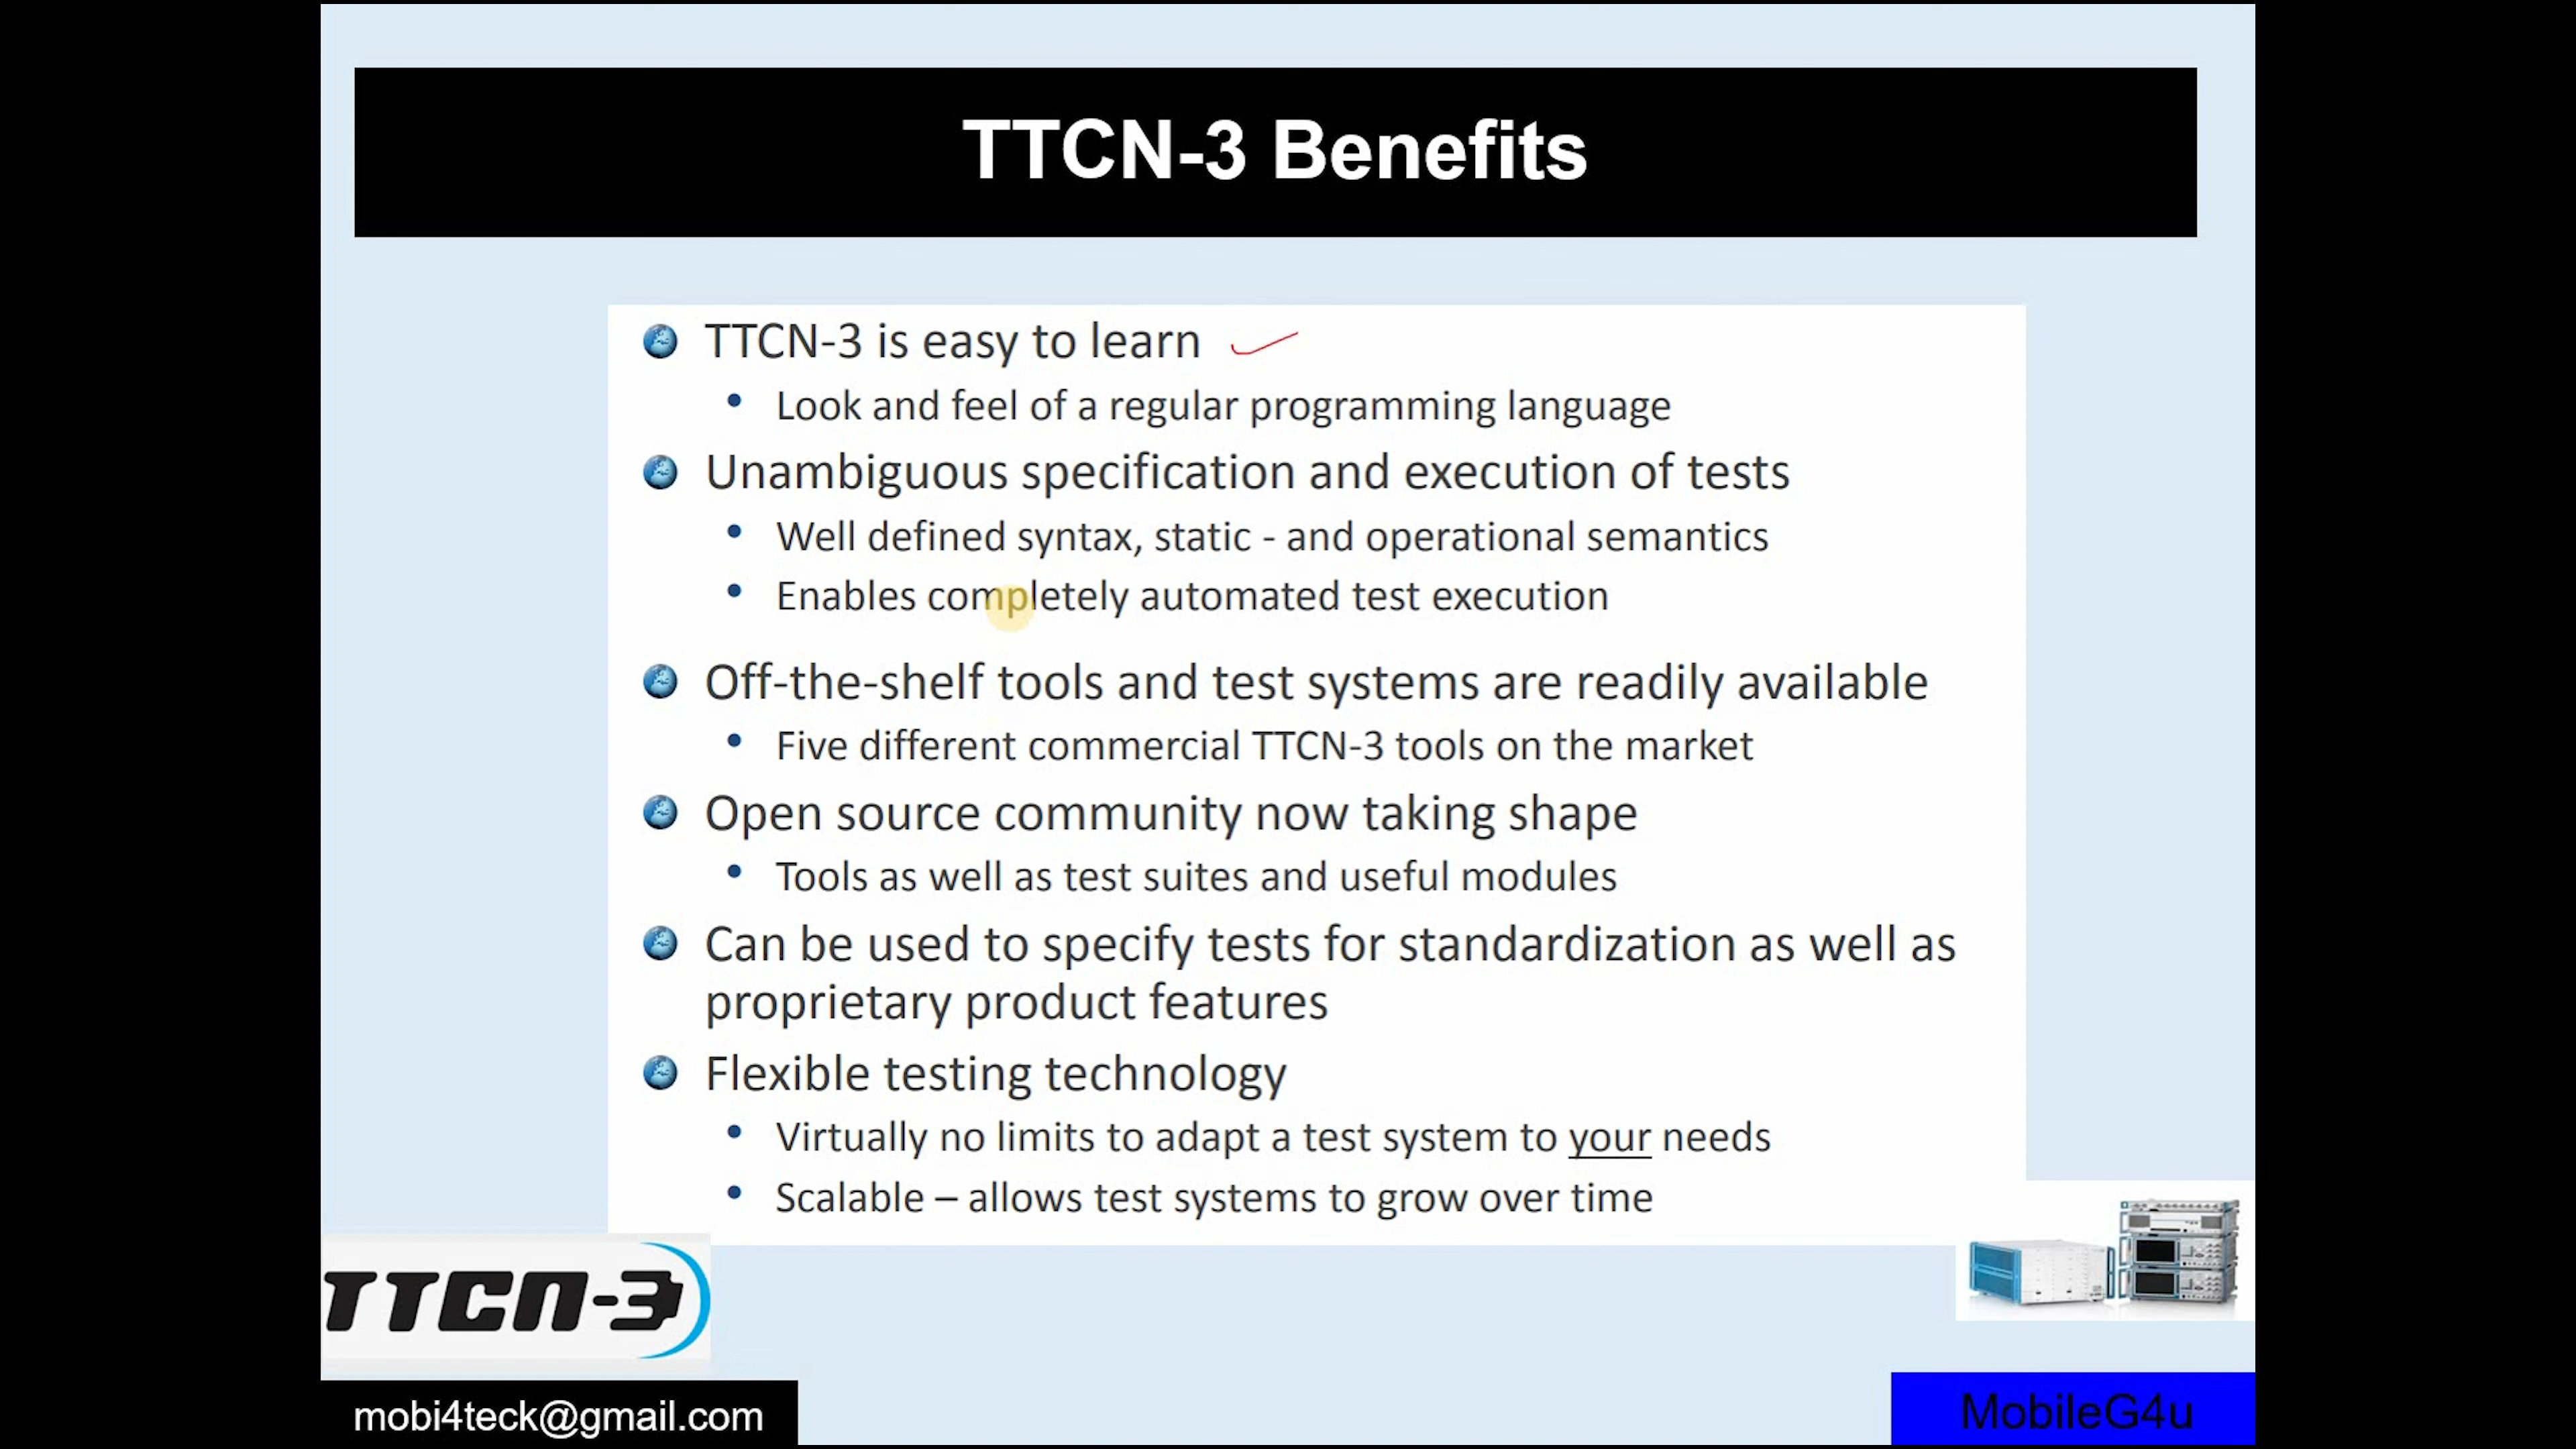 TTCN-3 Benefits
TTCN-3 is easy to learn
• Look and feel of a regular programming language
Unambiguous specification and execution of tests
• Well defined syntax, static - and operational semantics
• Enables completely automated test execution
Off-the-shelf tools and test systems are readily available
• Five different commercial TTCN-3 tools on the market
Open source community now taking shape
• Tools as well as test suites and useful modules
Can be used to specify tests for standardization as well as
proprietary product features
Flexible testing technology
• Virtually no limits to adapt a test system to your needs
• Scalable – allows test systems to grow over time
TTCN-3
mobi4teck@gmail.com
MobileG4u